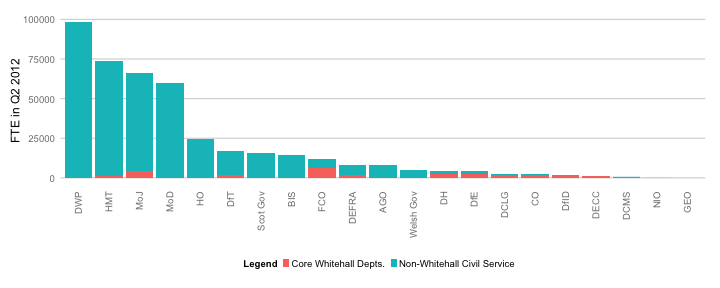 FTE in Q2 2012
100000
75000
50000
25000
0
DWP
HMT
MoJ
MoD
HO
DfT
Scot Gov
BIS
FCO
DEFRA
AGO
Welsh Gov
DH
DfE
DCLG
CO
DfID
DECC
DCMS
NIO
GEO
Legend Core Whitehall Depts. Non-Whitehall Civil Service